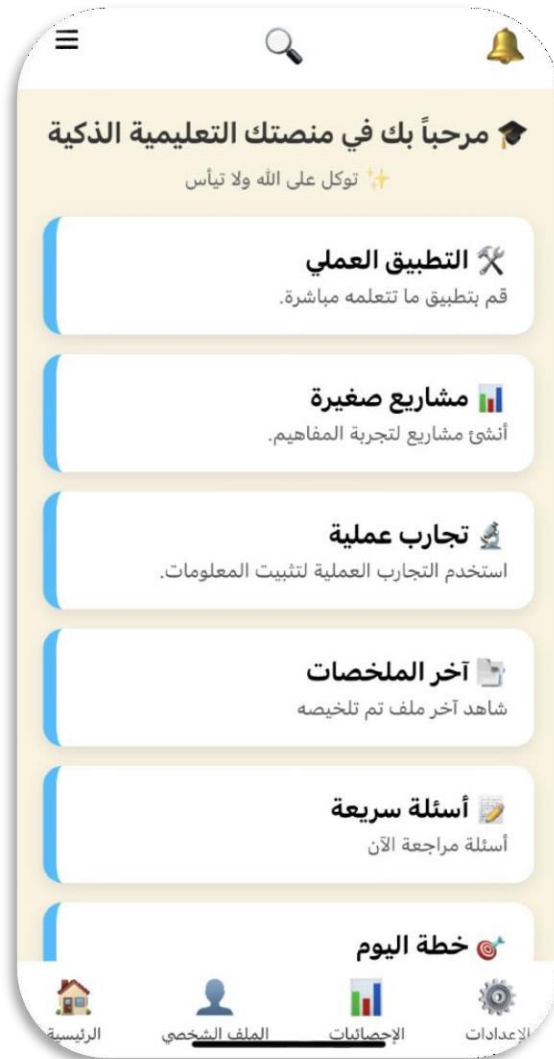 مرحباً بك في منصتك التعليمية الذكية
توكل على الله ولا تيأس
التطبيق العملي
قم بتطبيق ما تتعلمه مباشرة.
مشاريع صغيرة
أنشئ مشاريع لتجربة المفاهيم.
تجارب عملية
استخدم التجارب العملية لتثبيت المعلومات.
آخر الملخصات
شاهد آخر ملف تم تلخيصه
أسئلة سريعة
أسئلة مراجعة الآن
خطة اليوم
الإعدادات
الإحصائيات
الملف الشخصي
الرئيسية